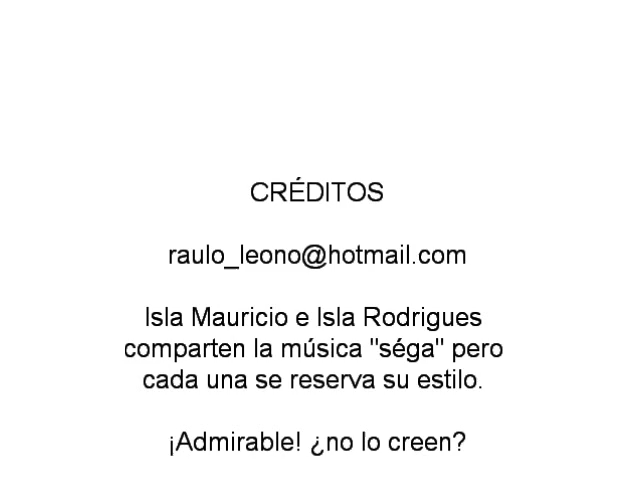 CRÉDITOS
raulo_leono@hotmail.com
Isla Mauricio e Isla Rodrigues
comparten la música "séga" pero
cada una se reserva su estilo.
¡Admirable! ¿no lo creen?